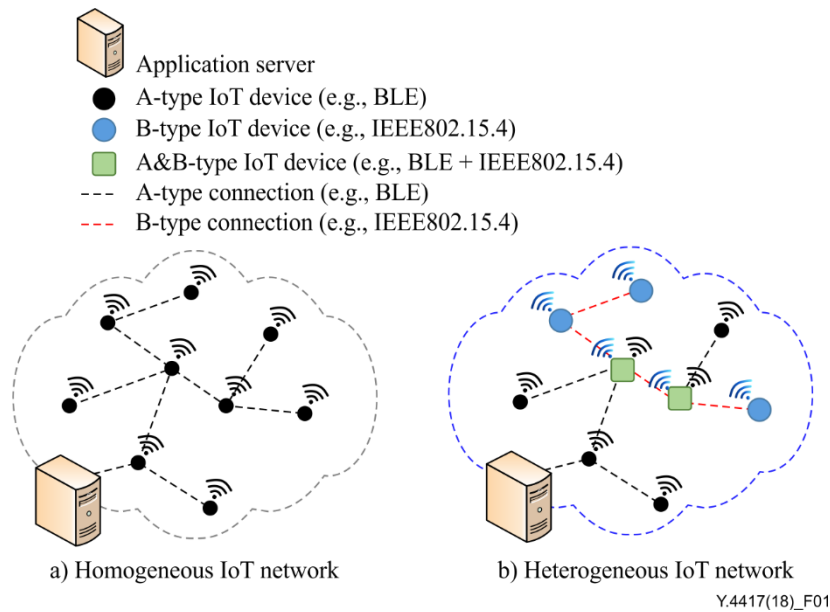 Application server
A-type IoT device (e.g., BLE)
B-type IoT device (e.g., IEEE802.15.4)
A&B-type IoT device (e.g., BLE + IEEE802.15.4)
A-type connection (e.g., BLE)
B-type connection (e.g., IEEE802.15.4)
a) Homogeneous IoT network
b) Heterogeneous IoT network
Y.4417(18)_F01